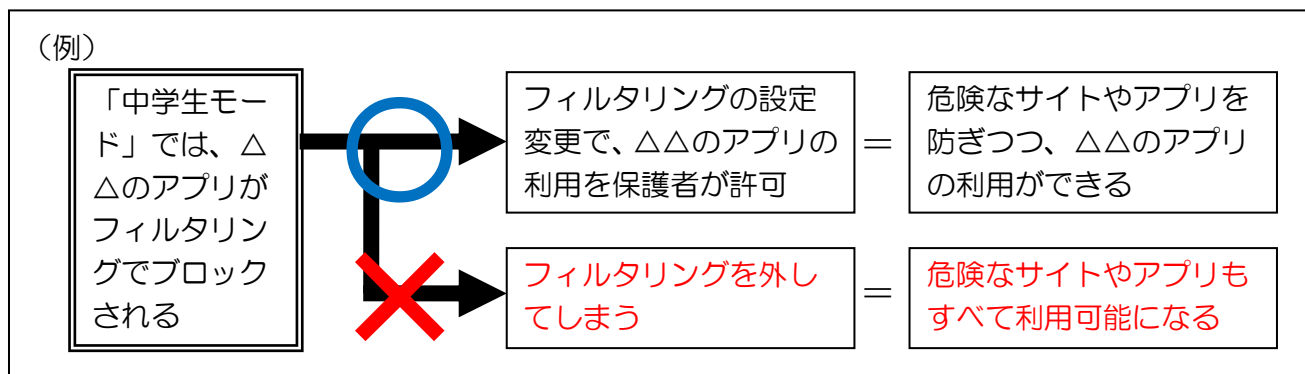 （例）
「中学生モー
ド」では、△
△のアプリが
フィルタリン
グでブロック
される
フィルタリングの設定
変更で、△△のアプリの
利用を保護者が許可
＝
危険なサイトやアプリを
防ぎつつ、△△のアプリ
の利用ができる
フィルタリングを外し
てしまう
＝
危険なサイトやアプリも
すべて利用可能になる